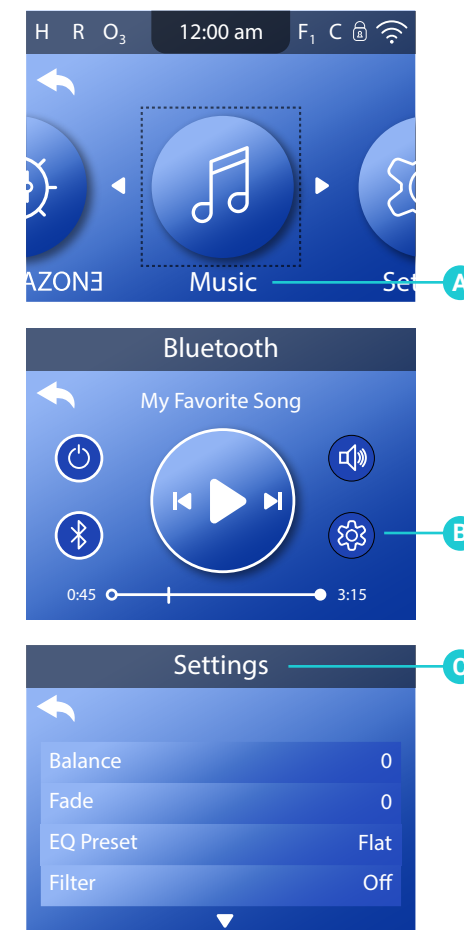 H R O₃ 12:00 am F₁ C
AZONƎ Music Set
A
Bluetooth
My Favorite Song
B
0:45 3:15
Settings
C
Balance 0
Fade 0
EQ Preset Flat
Filter Off